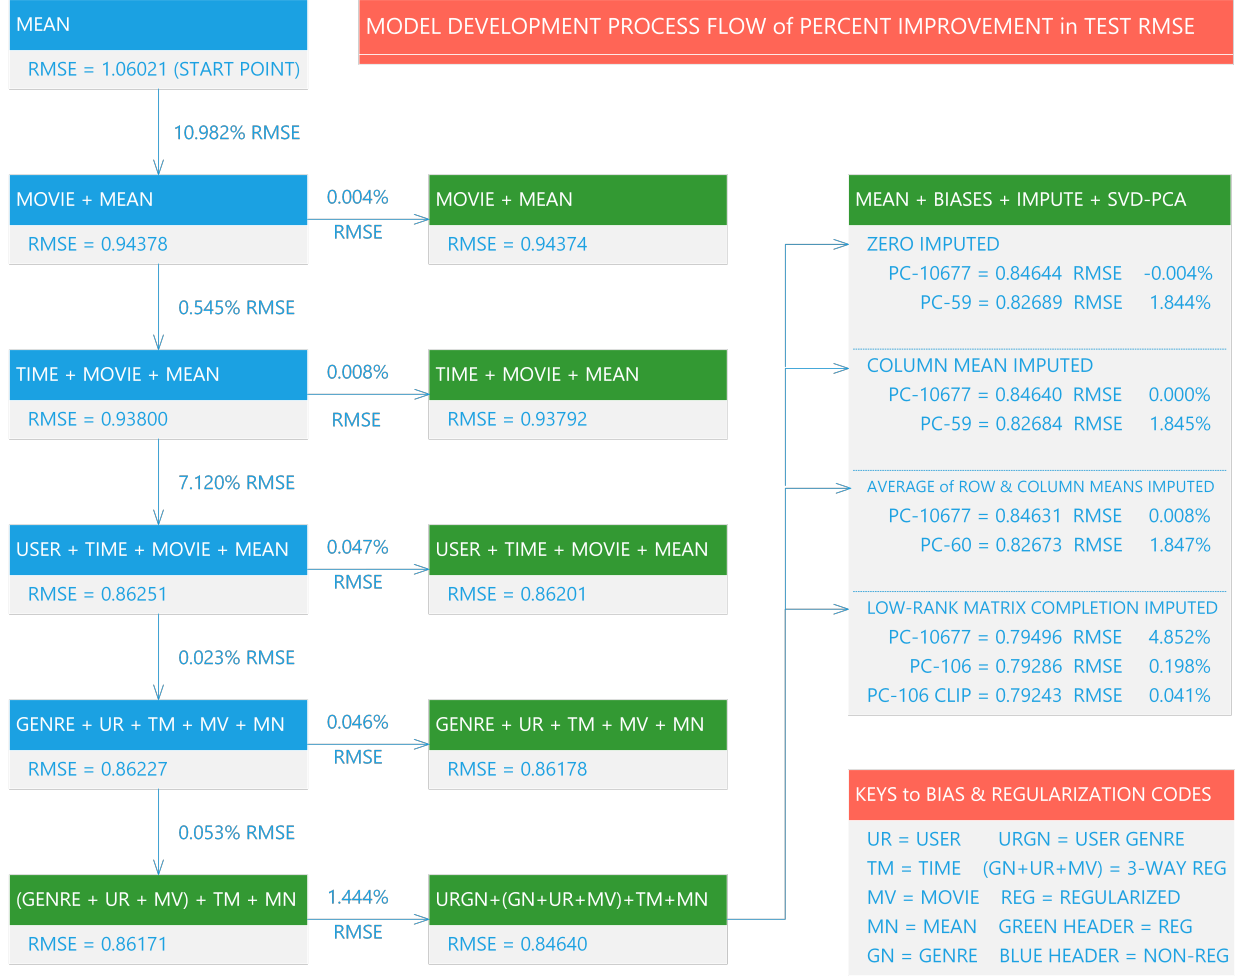 MEAN
RMSE = 1.06021 (START POINT)
MODEL DEVELOPMENT PROCESS FLOW of PERCENT IMPROVEMENT in TEST RMSE
10.982% RMSE
MOVIE + MEAN
RMSE = 0.94378
0.004%
RMSE
MOVIE + MEAN
RMSE = 0.94374
0.545% RMSE
TIME + MOVIE + MEAN
RMSE = 0.93800
0.008%
RMSE
TIME + MOVIE + MEAN
RMSE = 0.93792
7.120% RMSE
USER + TIME + MOVIE + MEAN
RMSE = 0.86251
0.047%
RMSE
USER + TIME + MOVIE + MEAN
RMSE = 0.86201
0.023% RMSE
GENRE + UR + TM + MV + MN
RMSE = 0.86227
0.046%
RMSE
GENRE + UR + TM + MV + MN
RMSE = 0.86178
0.053% RMSE
(GENRE + UR + MV) + TM + MN
RMSE = 0.86171
1.444%
RMSE
URGN+(GN+UR+MV)+TM+MN
RMSE = 0.84640
MEAN + BIASES + IMPUTE + SVD-PCA
ZERO IMPUTED
PC-10677 = 0.84644 RMSE -0.004%
PC-59 = 0.82689 RMSE 1.844%
COLUMN MEAN IMPUTED
PC-10677 = 0.84640 RMSE 0.000%
PC-59 = 0.82684 RMSE 1.845%
AVERAGE of ROW & COLUMN MEANS IMPUTED
PC-10677 = 0.84631 RMSE 0.008%
PC-60 = 0.82673 RMSE 1.847%
LOW-RANK MATRIX COMPLETION IMPUTED
PC-10677 = 0.79496 RMSE 4.852%
PC-106 = 0.79286 RMSE 0.198%
PC-106 CLIP = 0.79243 RMSE 0.041%
KEYS to BIAS & REGULARIZATION CODES
UR = USER URGN = USER GENRE
TM = TIME (GN+UR+MV) = 3-WAY REG
MV = MOVIE REG = REGULARIZED
MN = MEAN GREEN HEADER = REG
GN = GENRE BLUE HEADER = NON-REG